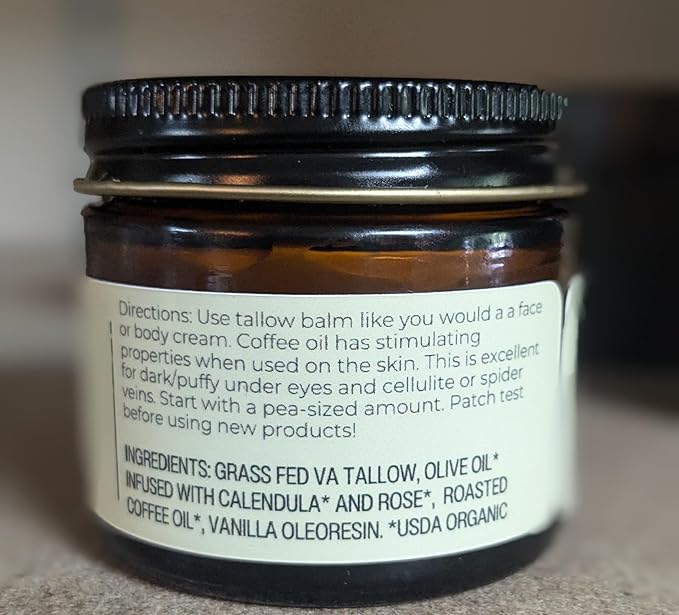 Directions: Use tallow balm like you would a a face
or body cream. Coffee oil has stimulating
properties when used on the skin. This is excellent
for dark/puffy under eyes and cellulite or spider
veins. Start with a pea-sized amount. Patch test
before using new products!
INGREDIENTS: GRASS FED VA TALLOW, OLIVE OIL*
INFUSED WITH CALENDULA* AND ROSE*, ROASTED
COFFEE OIL*, VANILLA OLEORESIN. *USDA ORGANIC